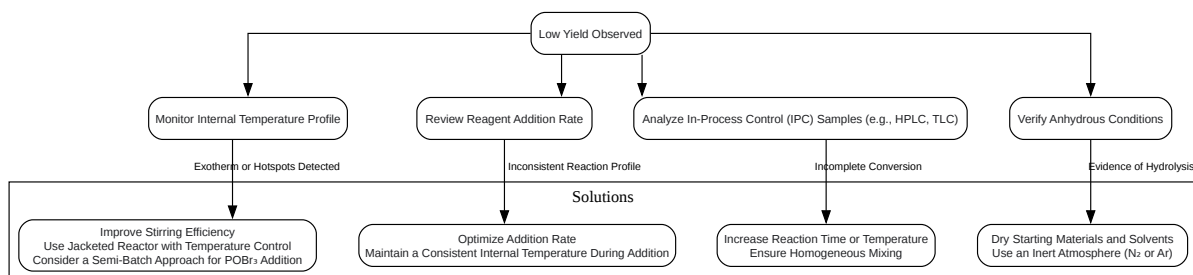 Low Yield Observed
Monitor Internal Temperature Profile
Review Reagent Addition Rate
Analyze In-Process Control (IPC) Samples (e.g., HPLC, TLC)
Verify Anhydrous Conditions
Exotherm or Hotspots Detected
Inconsistent Reaction Profile
Incomplete Conversion
Evidence of Hydrolysis
Solutions
Improve Stirring Efficiency
Use Jacketed Reactor with Temperature Control
Consider a Semi-Batch Approach for POBr₃ Addition
Optimize Addition Rate
Maintain a Consistent Internal Temperature During Addition
Increase Reaction Time or Temperature
Ensure Homogeneous Mixing
Dry Starting Materials and Solvents
Use an Inert Atmosphere (N₂ or Ar)